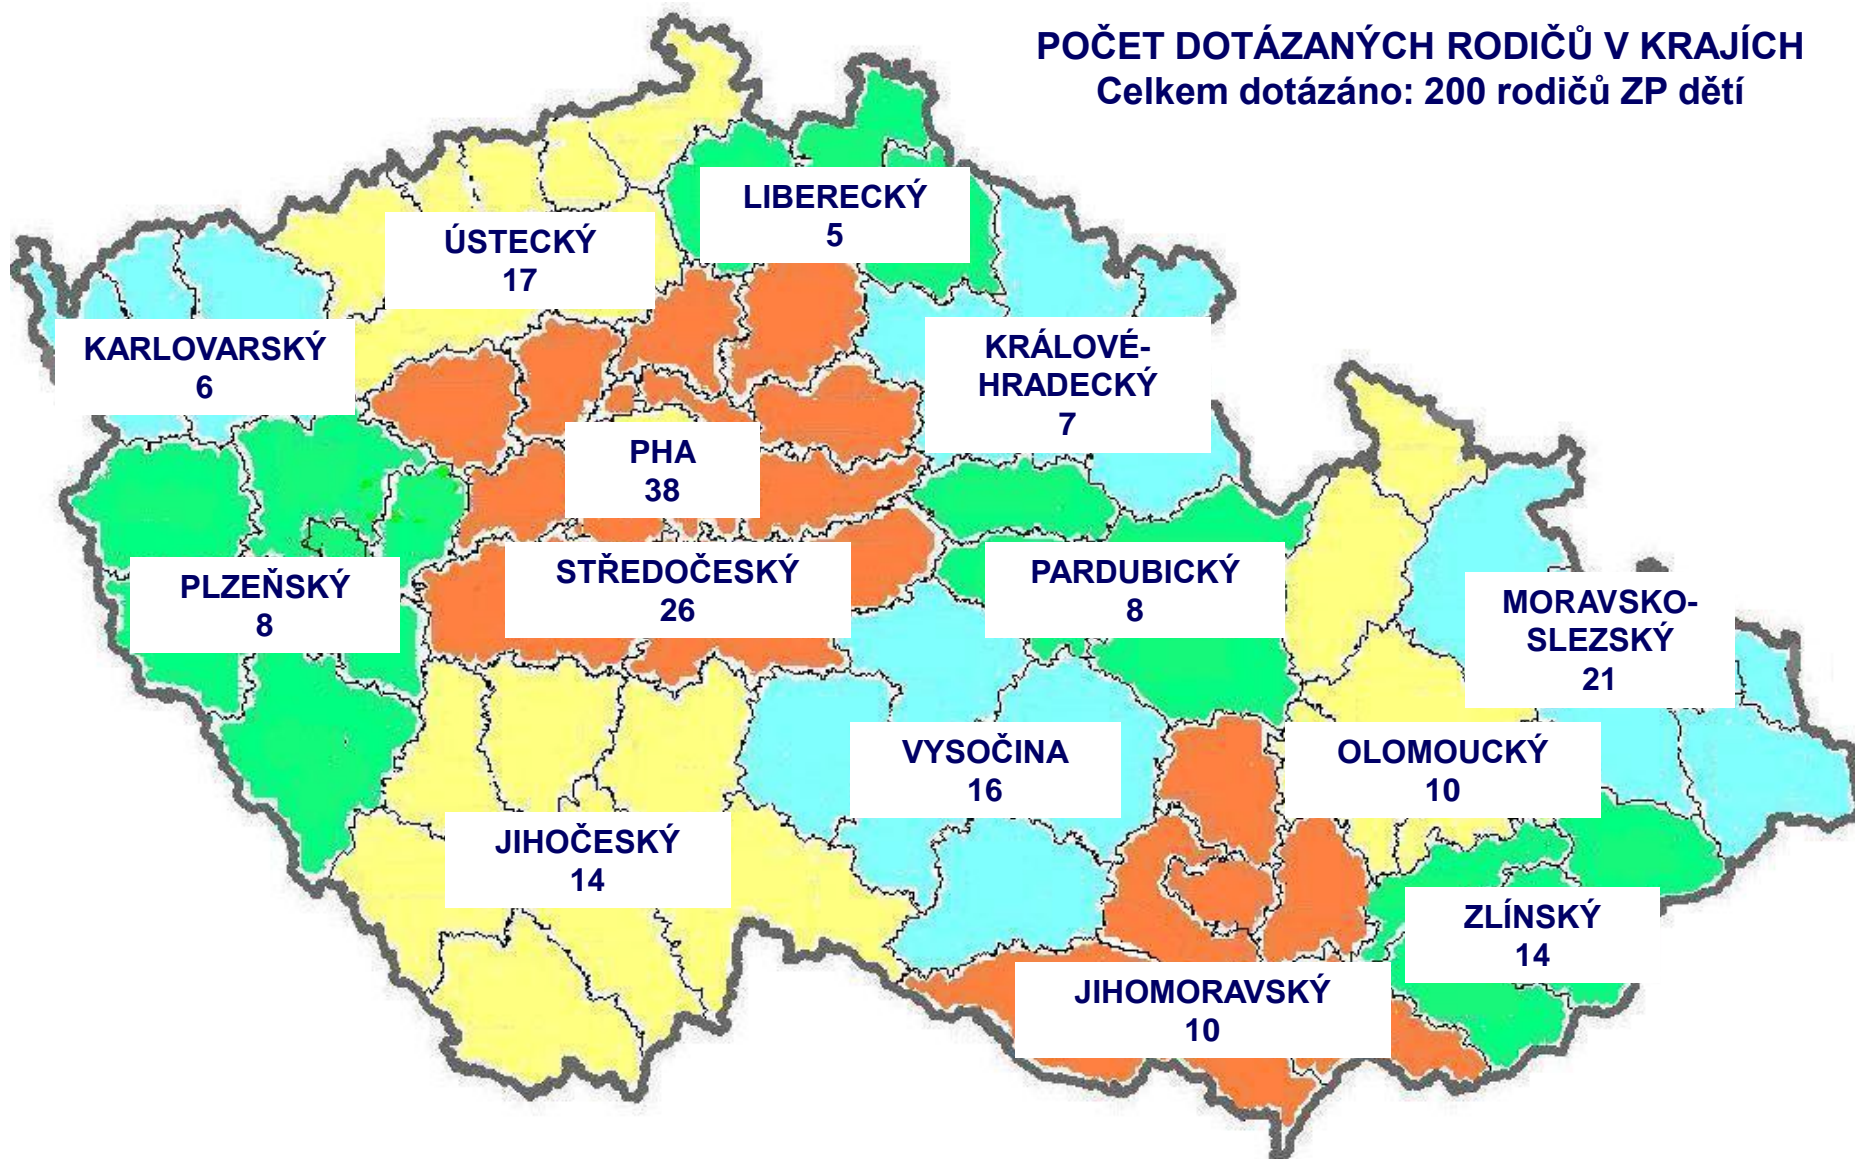 POČET DOTÁZANÝCH RODIČŮ V KRAJÍCH
Celkem dotázáno: 200 rodičů ZP dětí
LIBERECKÝ
5
ÚSTECKÝ
17
KARLOVARSKÝ
6
KRÁLOVÉ-
HRADECKÝ
7
PHA
38
PLZEŇSKÝ
8
STŘEDOČESKÝ
26
PARDUBICKÝ
8
MORAVSKO-
SLEZSKÝ
21
VYSOČINA
16
OLOMOUCKÝ
10
JIHOČESKÝ
14
ZLÍNSKÝ
14
JIHOMORAVSKÝ
10